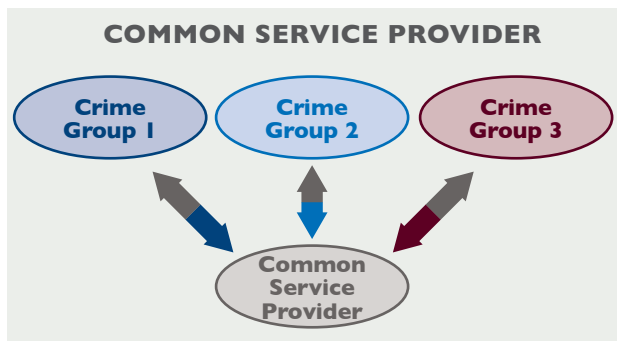 COMMON SERVICE PROVIDER
Crime
Group 1
Crime
Group 2
Crime
Group 3
Common
Service
Provider